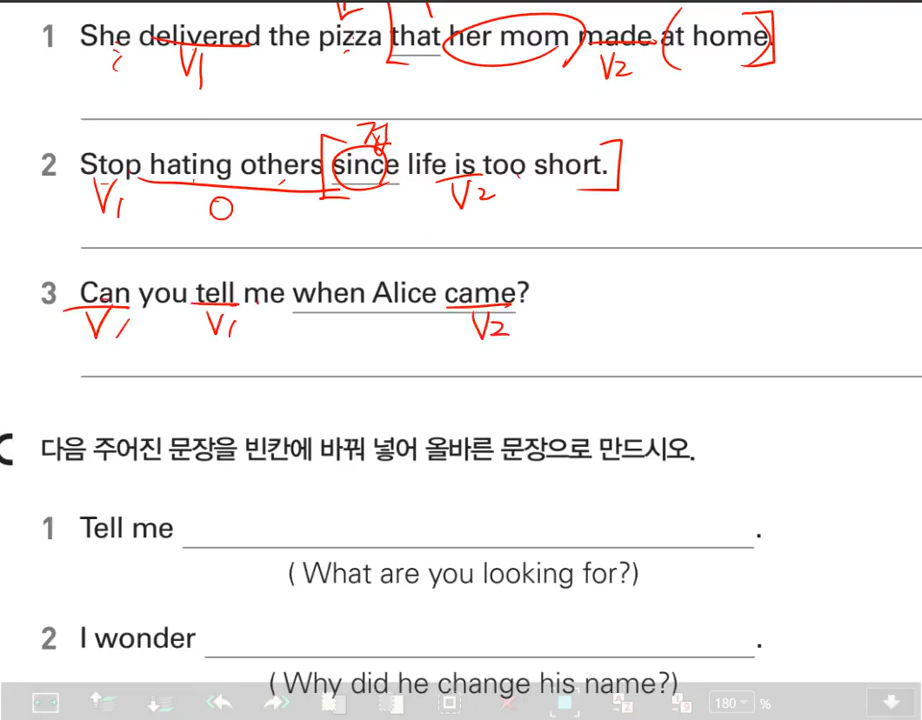 1 She delivered the pizza that her mom made at home.
V1 V2
2 Stop hating others since life is too short.
V1 O V2
3 Can you tell me when Alice came?
V1 V1 V2
다음 주어진 문장을 빈칸에 바꿔 넣어 올바른 문장으로 만드시오.
1 Tell me .
( What are you looking for?)
2 I wonder .
( Why did he change his name?)
180 %